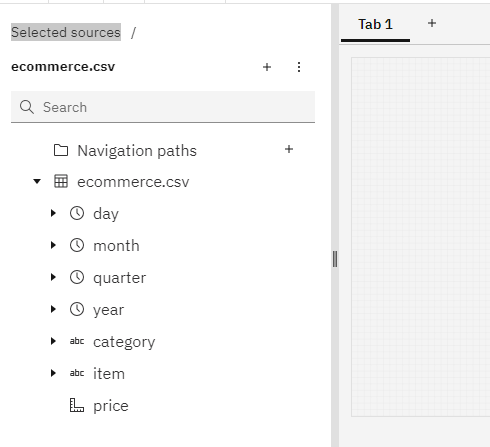 Selected sources /
Tab 1 +
ecommerce.csv +
Search
Navigation paths +
ecommerce.csv
day
month
quarter
year
abc category
abc item
price